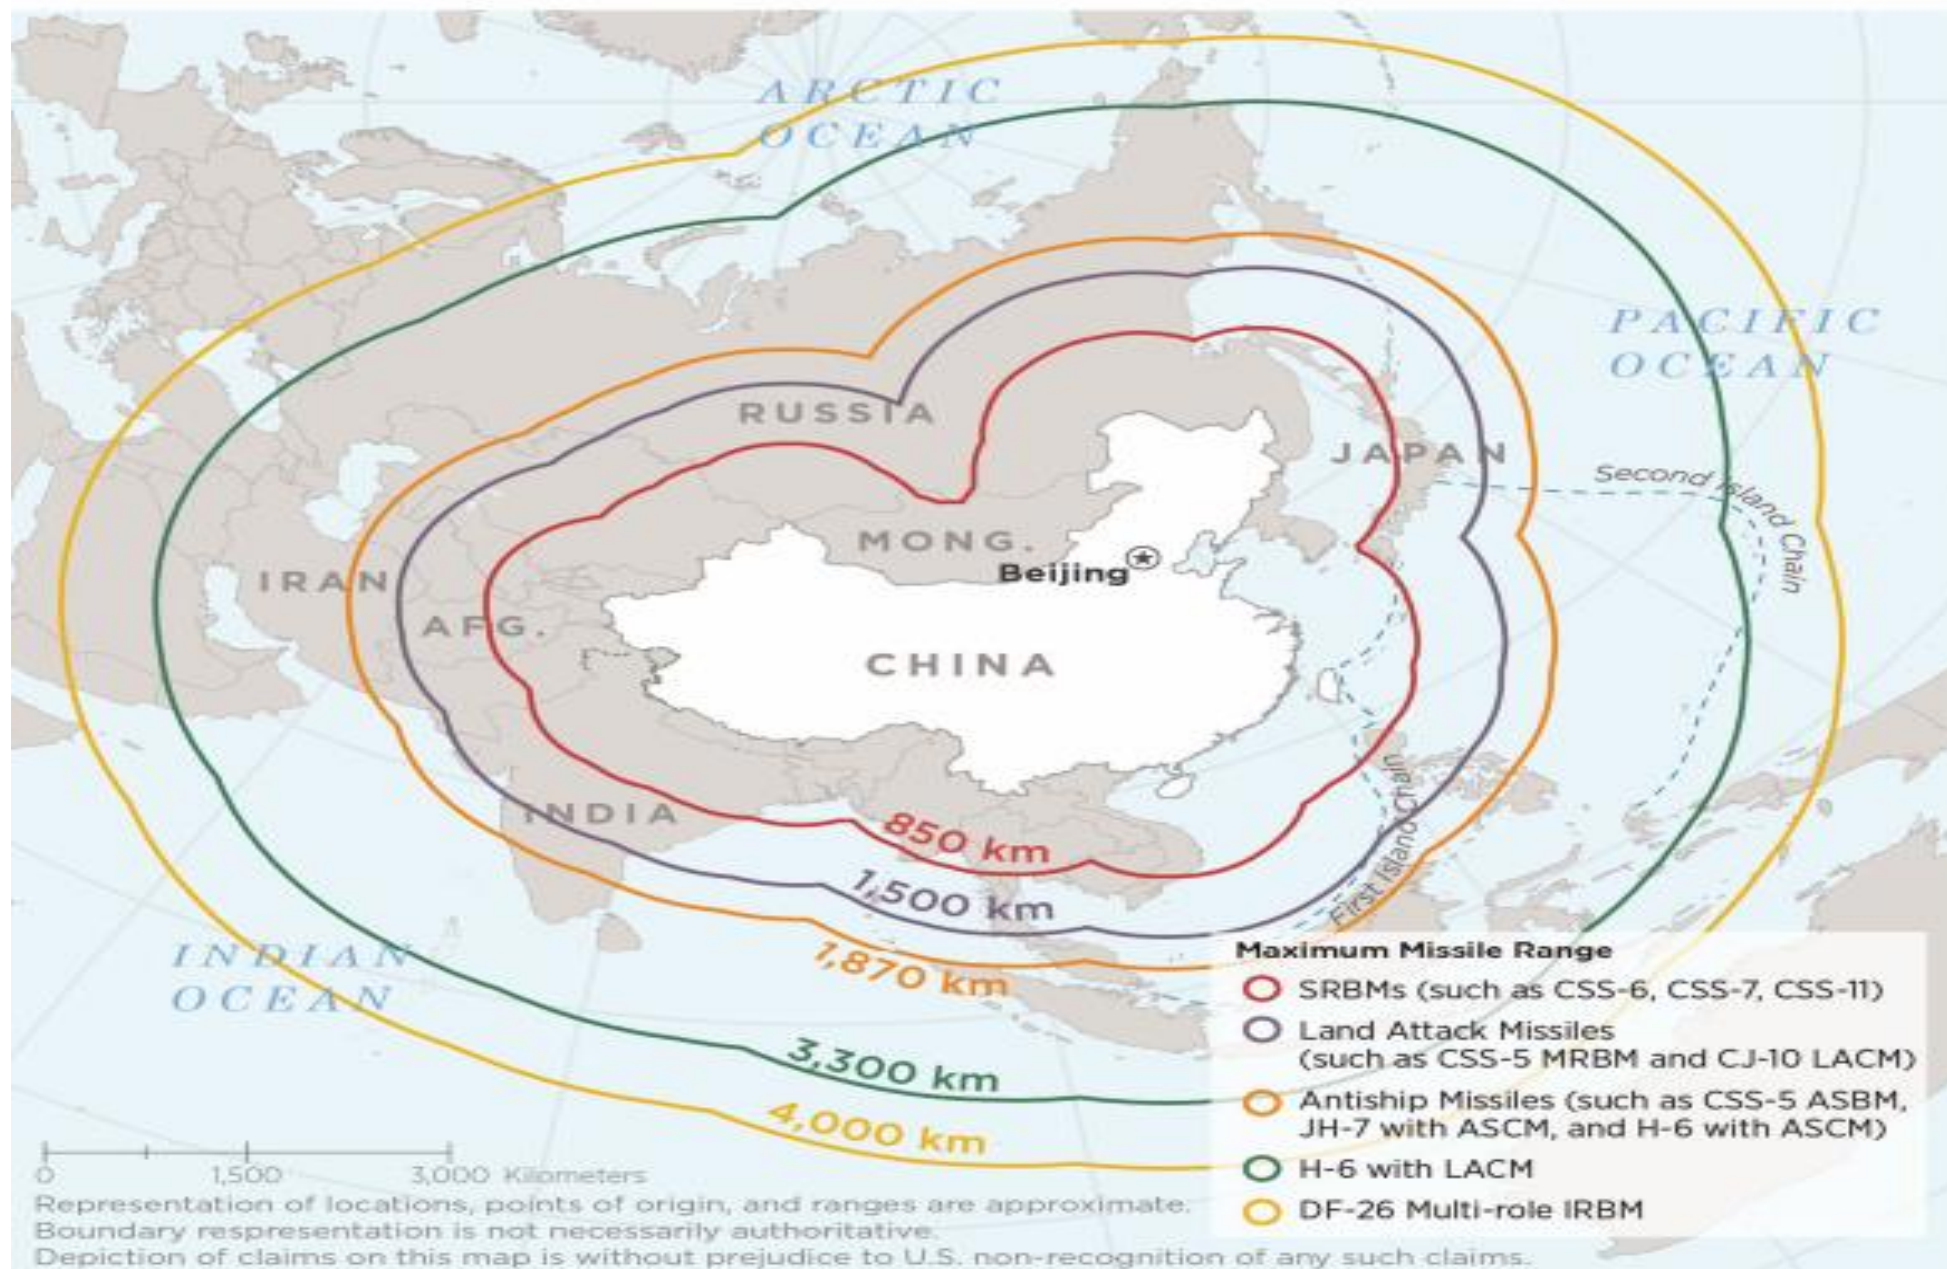 ARCTIC
OCEAN
PACIFIC
OCEAN
RUSSIA
JAPAN
Second Island Chain
MONG.
Beijing
IRAN
AFG.
CHINA
INDIA
First Island Chain
850 km
1,500 km
1,870 km
3,300 km
4,000 km
INDIAN
OCEAN
Maximum Missile Range
SRBMs (such as CSS-6, CSS-7, CSS-11)
Land Attack Missiles
(such as CSS-5 MRBM and CJ-10 LACM)
Antiship Missiles (such as CSS-5 ASBM,
JH-7 with ASCM, and H-6 with ASCM)
H-6 with LACM
DF-26 Multi-role IRBM
0 1,500 3,000 Kilometers
Representation of locations, points of origin, and ranges are approximate.
Boundary respresentation is not necessarily authoritative.
Depiction of claims on this map is without prejudice to U.S. non-recognition of any such claims.